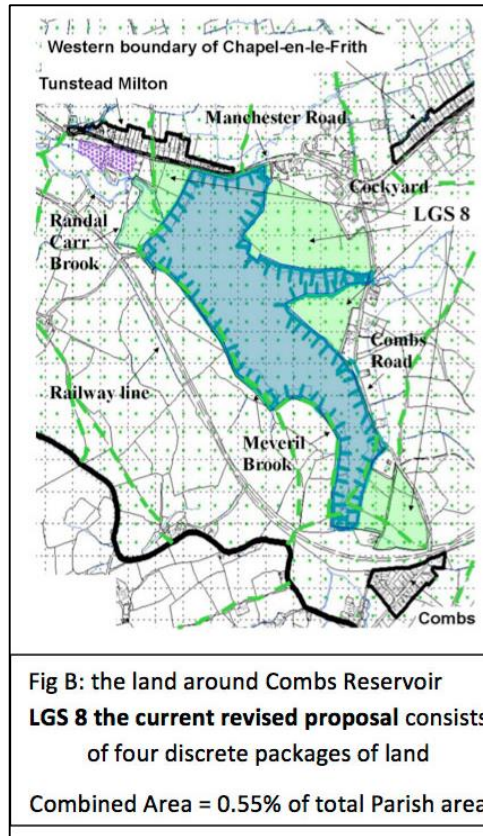 Western boundary of Chapel-en-le-Frith
Tunstead Milton
Manchester Road
Cockyard
LGS 8
Randal
Carr
Brook
Combs
Road
Railway line
Meveril
Brook
Combs
Fig B: the land around Combs Reservoir
LGS 8 the current revised proposal consists
of four discrete packages of land
Combined Area = 0.55% of total Parish area